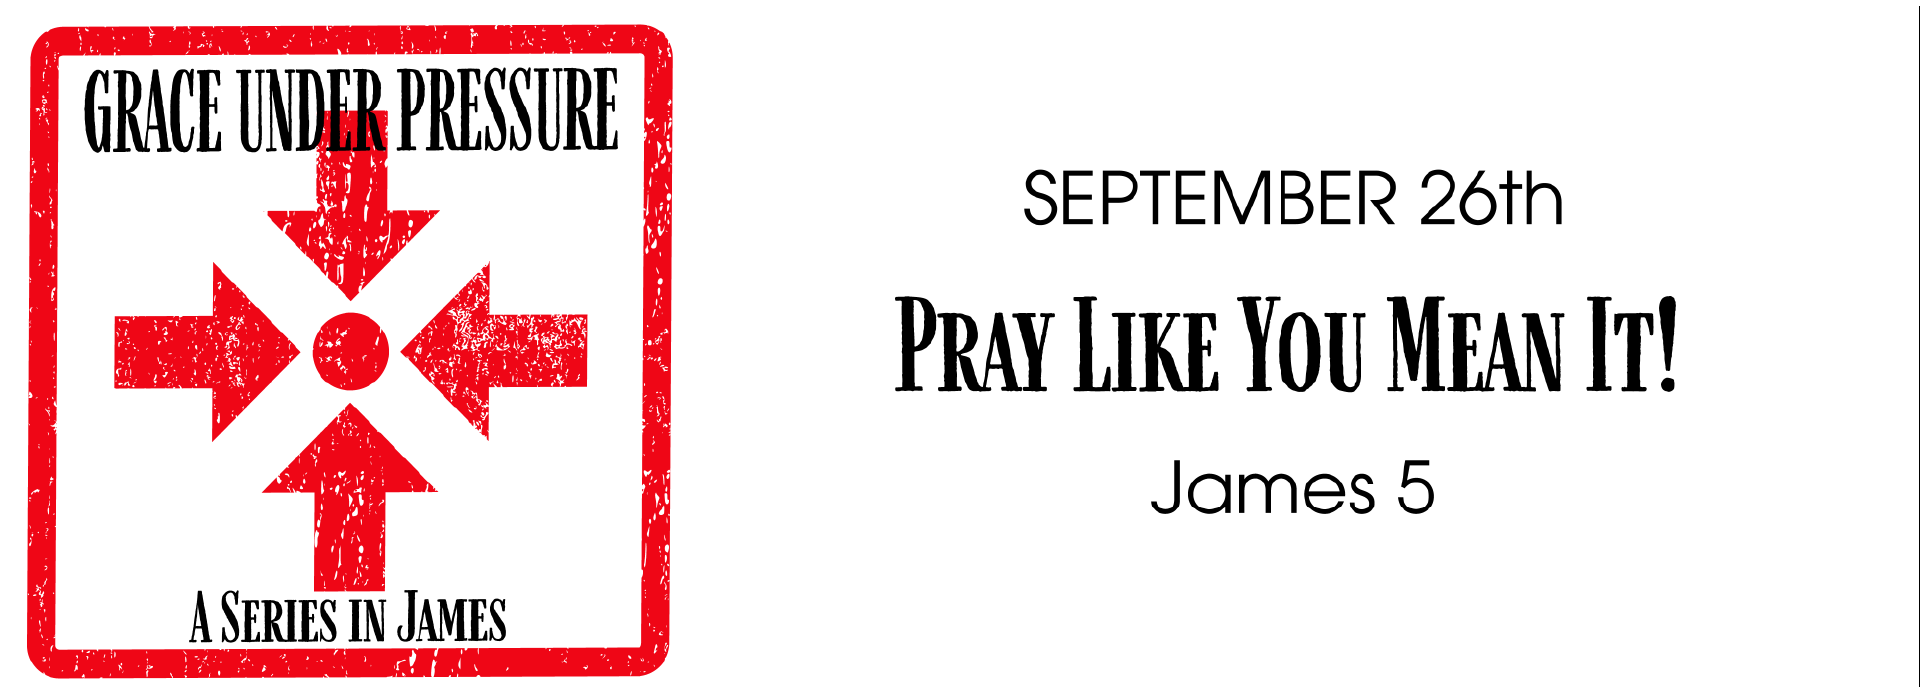 GRACE UNDER PRESSURE
A SERIES IN JAMES
SEPTEMBER 26th
PRAY LIKE YOU MEAN IT!
James 5